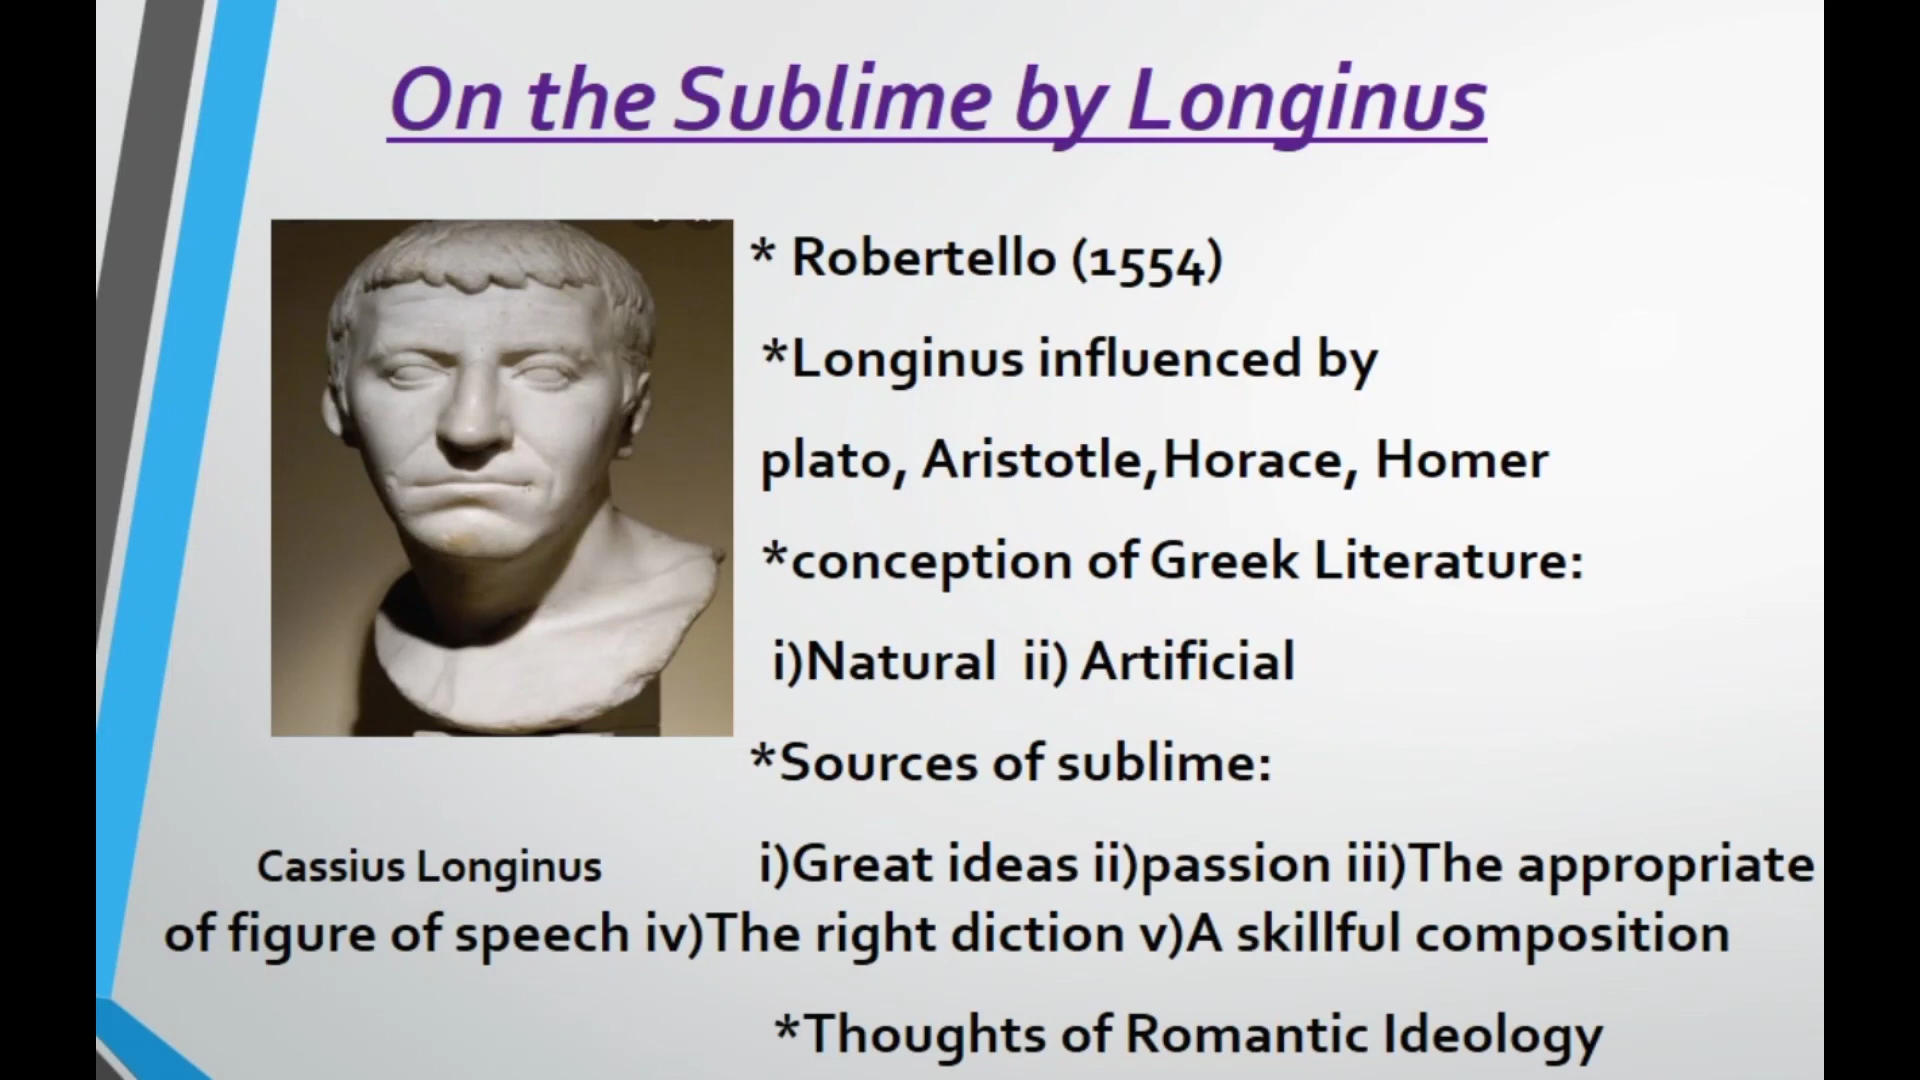 On the Sublime by Longinus
* Robertello (1554)
*Longinus influenced by
plato, Aristotle,Horace, Homer
*conception of Greek Literature:
i)Natural ii) Artificial
*Sources of sublime:
Cassius Longinus
i)Great ideas ii)passion iii)The appropriate
of figure of speech iv)The right diction v)A skillful composition
*Thoughts of Romantic Ideology